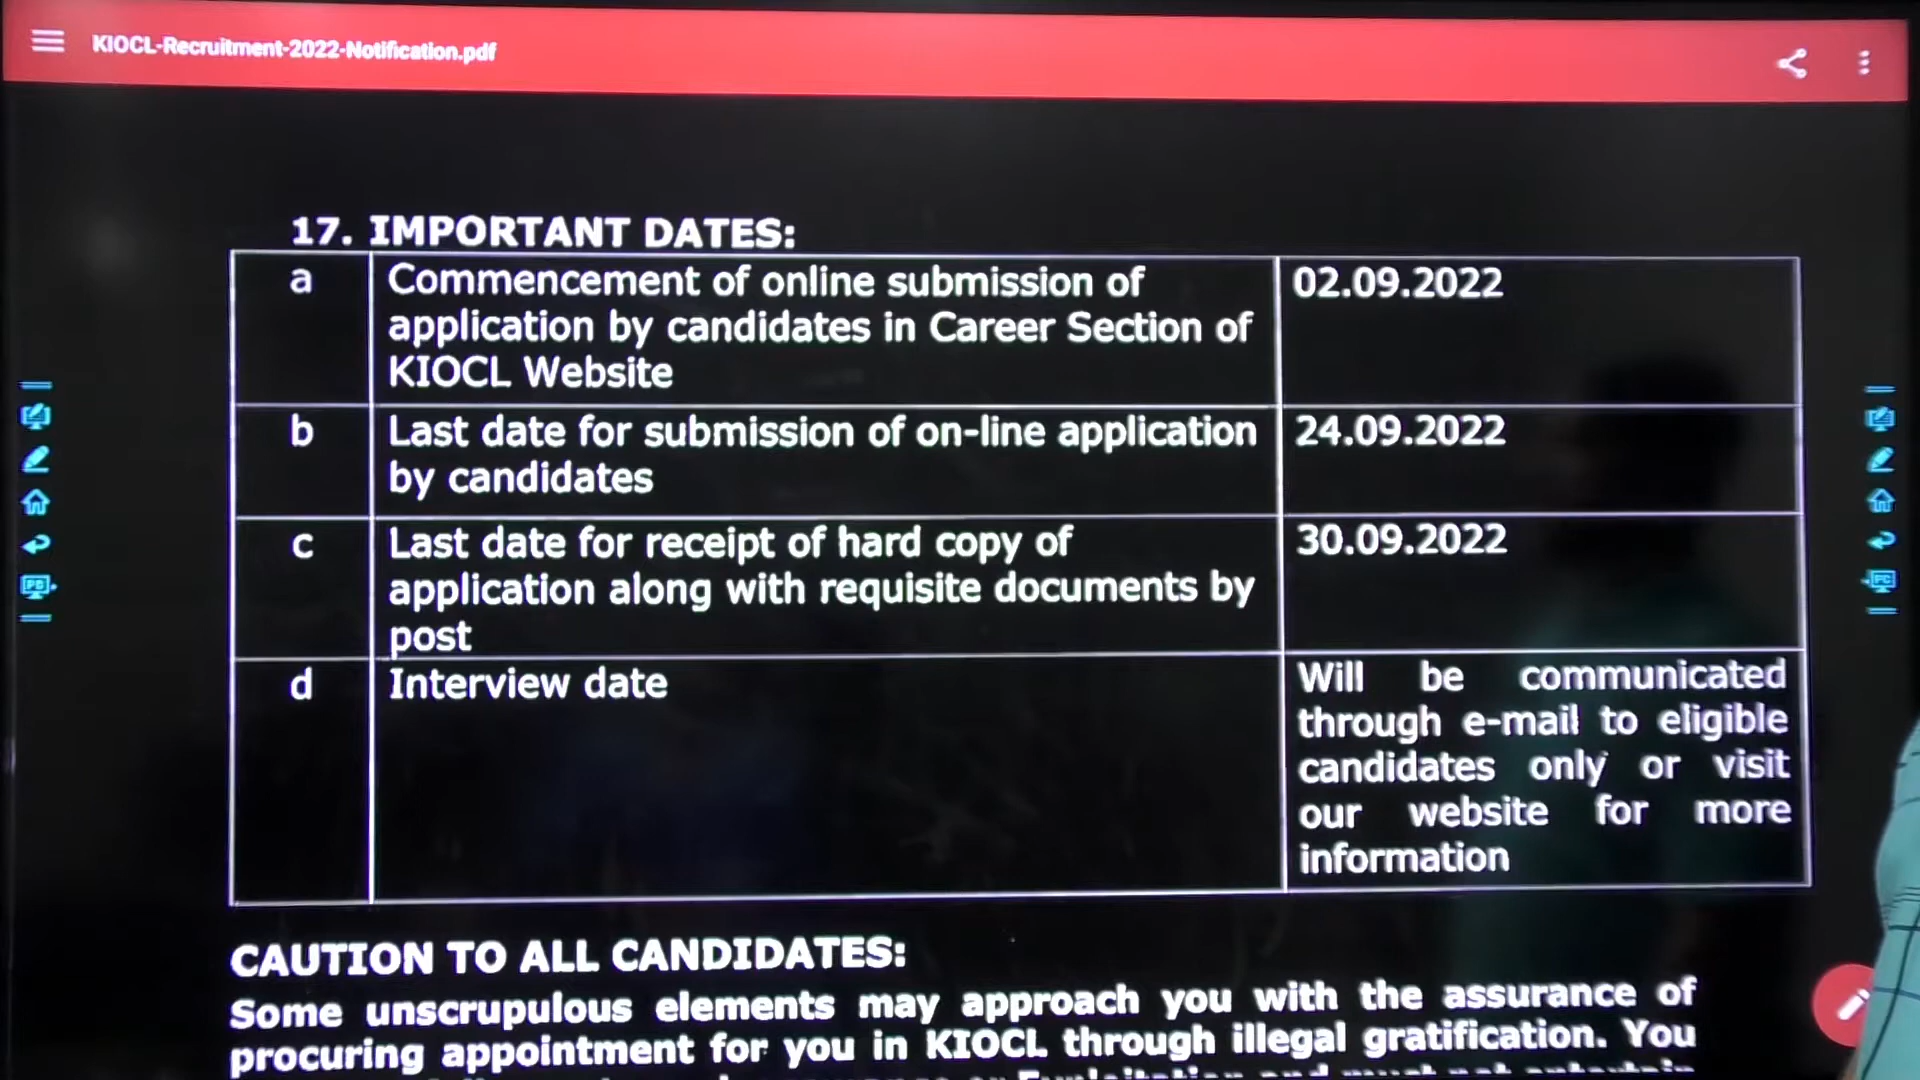 KIOCL-Recruitment-2022-Notification.pdf
17. IMPORTANT DATES:
a Commencement of online submission of application by candidates in Career Section of KIOCL Website 02.09.2022
b Last date for submission of on-line application by candidates 24.09.2022
c Last date for receipt of hard copy of application along with requisite documents by post 30.09.2022
d Interview date Will be communicated through e-mail to eligible candidates only or visit our website for more information
CAUTION TO ALL CANDIDATES:
Some unscrupulous elements may approach you with the assurance of
procuring appointment for you in KIOCL through illegal gratification. You